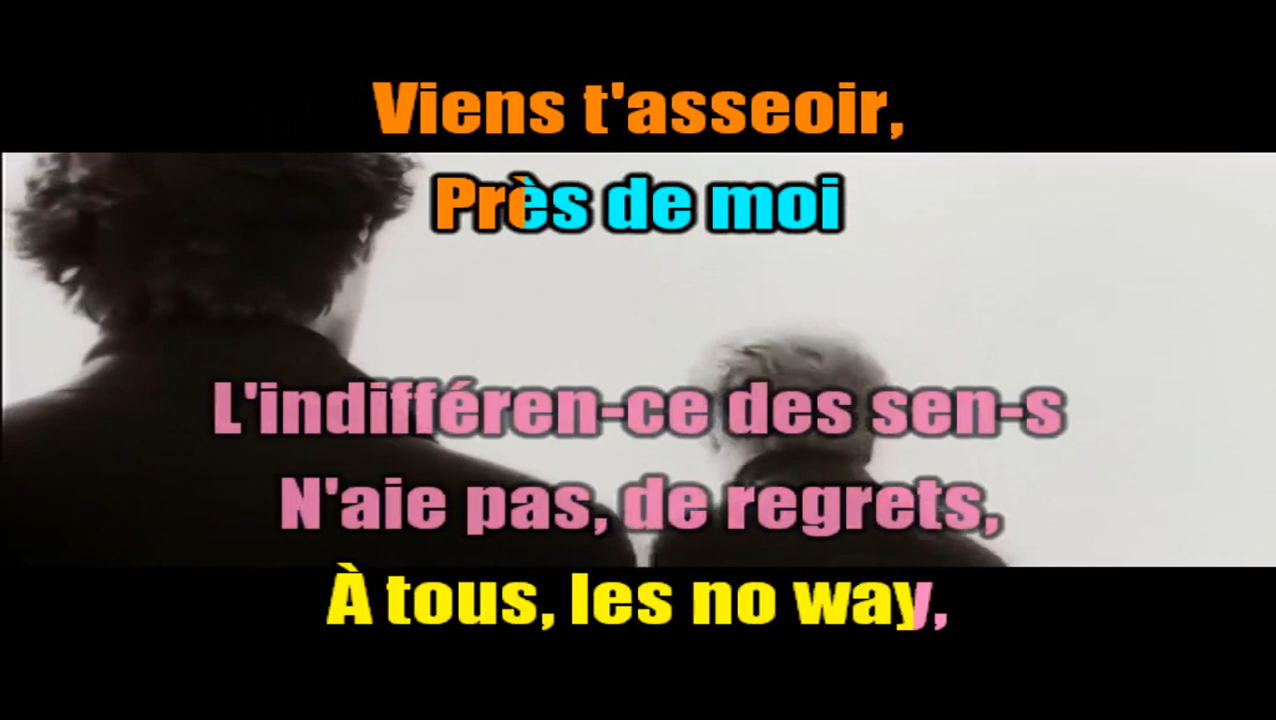 Viens t'asseoir,
Près de moi
L'indifféren-ce des sen-s
N'aie pas, de regrets,
À tous, les no way,